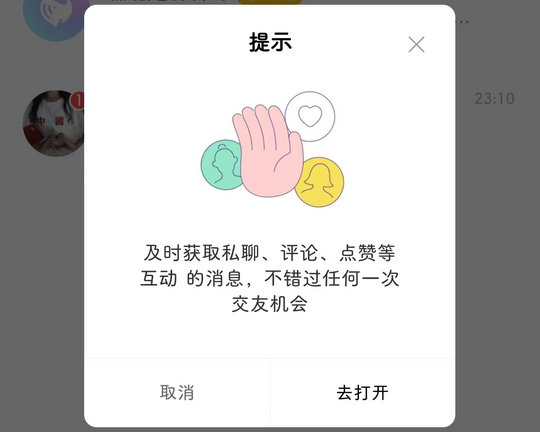 提示
1
23:10
及时获取私聊、评论、点赞等
互动 的消息，不错过任何一次
交友机会
取消
去打开